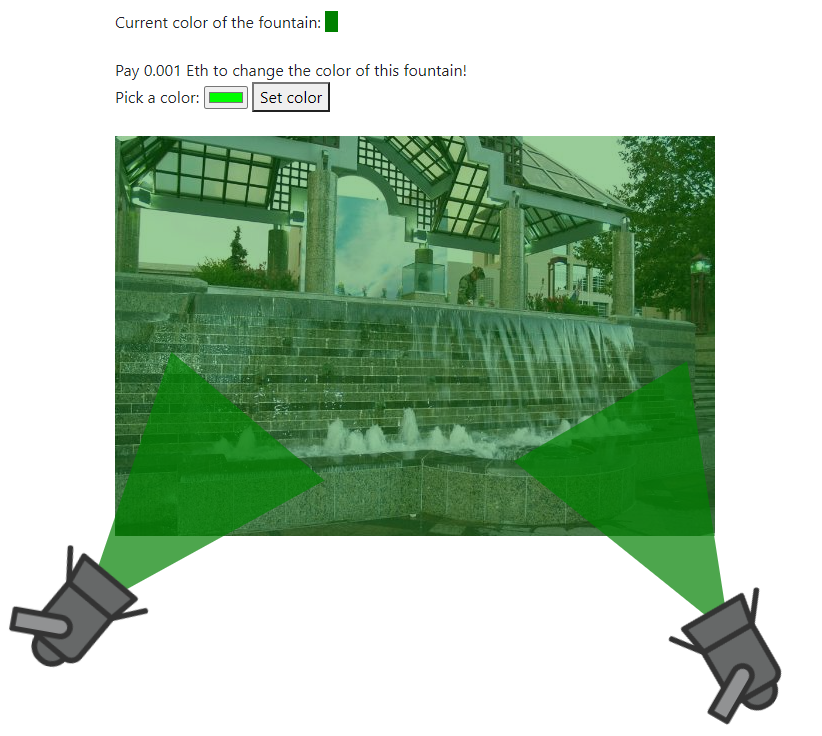 Current color of the fountain:
Pay 0.001 Eth to change the color of this fountain!
Pick a color: Set color